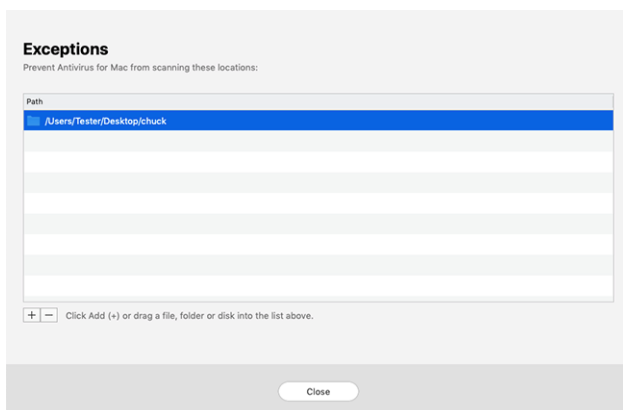 Exceptions
Prevent Antivirus for Mac from scanning these locations:
Path
/Users/Tester/Desktop/chuck
+ − Click Add (+) or drag a file, folder or disk into the list above.
Close